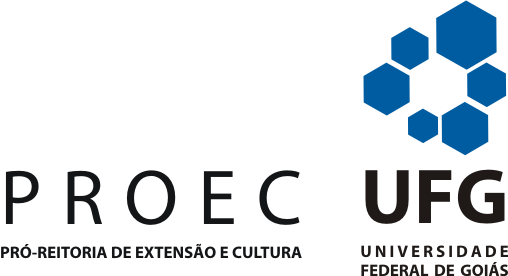 PROEC
PRÓ-REITORIA DE EXTENSÃO E CULTURA
UFG
UNIVERSIDADE
FEDERAL DE GOIÁS